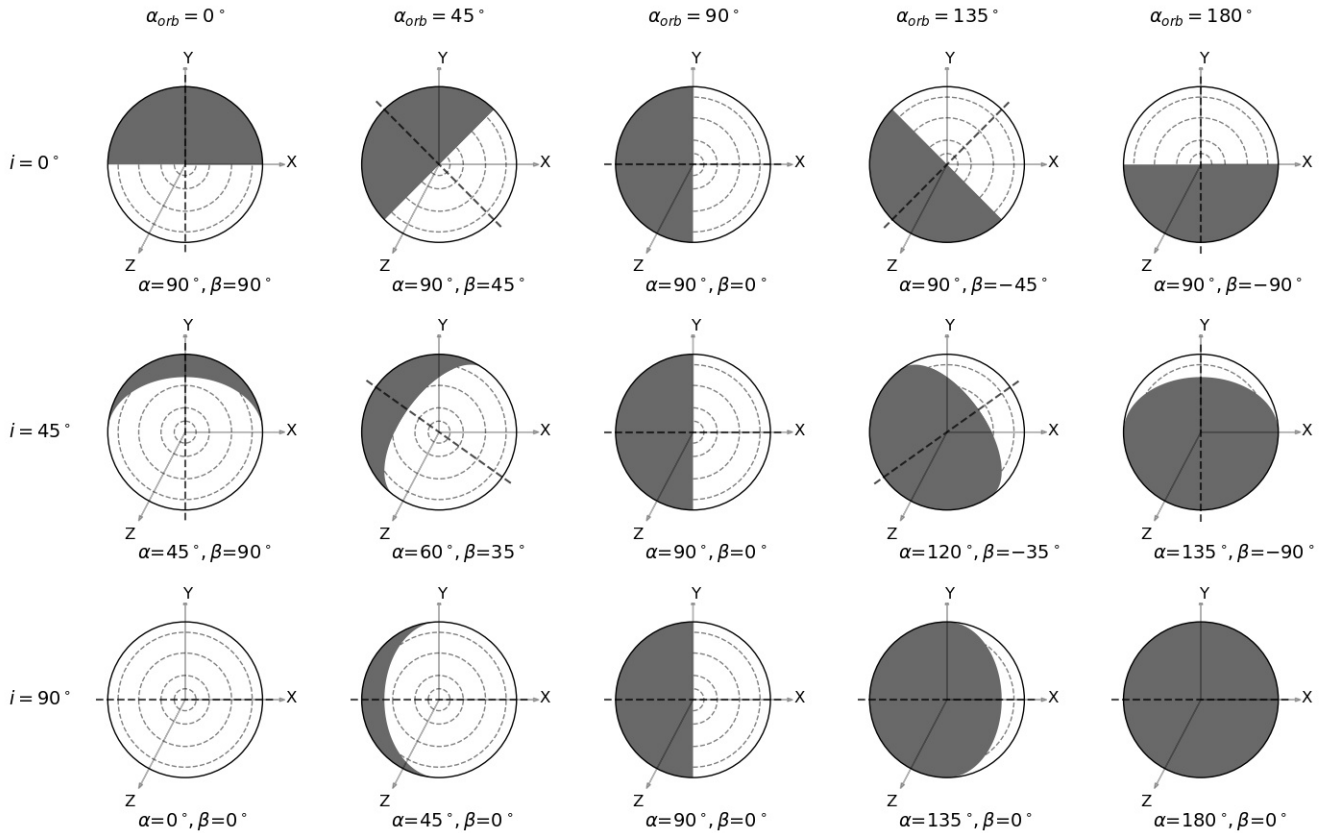 α_orb = 0° α_orb = 45° α_orb = 90° α_orb = 135° α_orb = 180°
Y Y Y Y Y
i = 0° X X X X X
Z Z Z Z Z
α=90°, β=90° α=90°, β=45° α=90°, β=0° α=90°, β=−45° α=90°, β=−90°
Y Y Y Y Y
i = 45° X X X X X
Z Z Z Z Z
α=45°, β=90° α=60°, β=35° α=90°, β=0° α=120°, β=−35° α=135°, β=−90°
Y Y Y Y Y
i = 90° X X X X X
Z Z Z Z Z
α=0°, β=0° α=45°, β=0° α=90°, β=0° α=135°, β=0° α=180°, β=0°